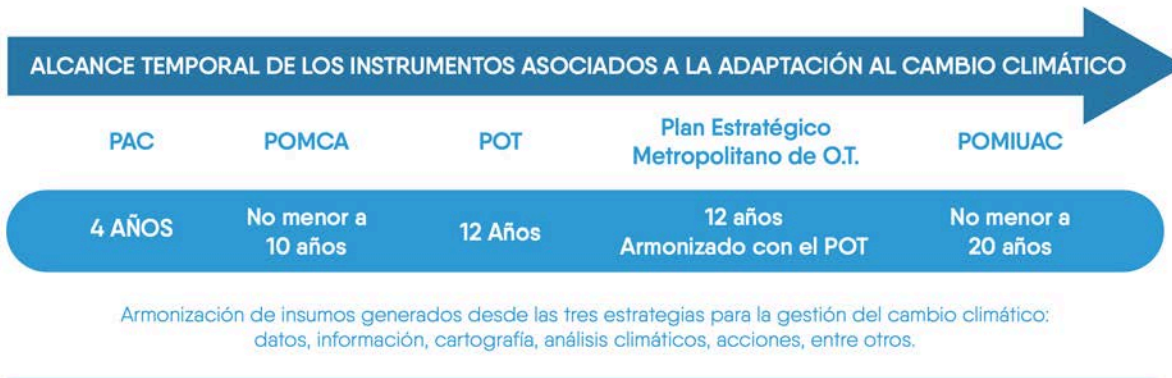 ALCANCE TEMPORAL DE LOS INSTRUMENTOS ASOCIADOS A LA ADAPTACIÓN AL CAMBIO CLIMÁTICO
PAC
POMCA
POT
Plan Estratégico
Metropolitano de O.T.
POMIUAC
4 AÑOS
No menor a
10 años
12 Años
12 años
Armonizado con el POT
No menor a
20 años
Armonización de insumos generados desde las tres estrategias para la gestión del cambio climático:
datos, información, cartografía, análisis climáticos, acciones, entre otros.